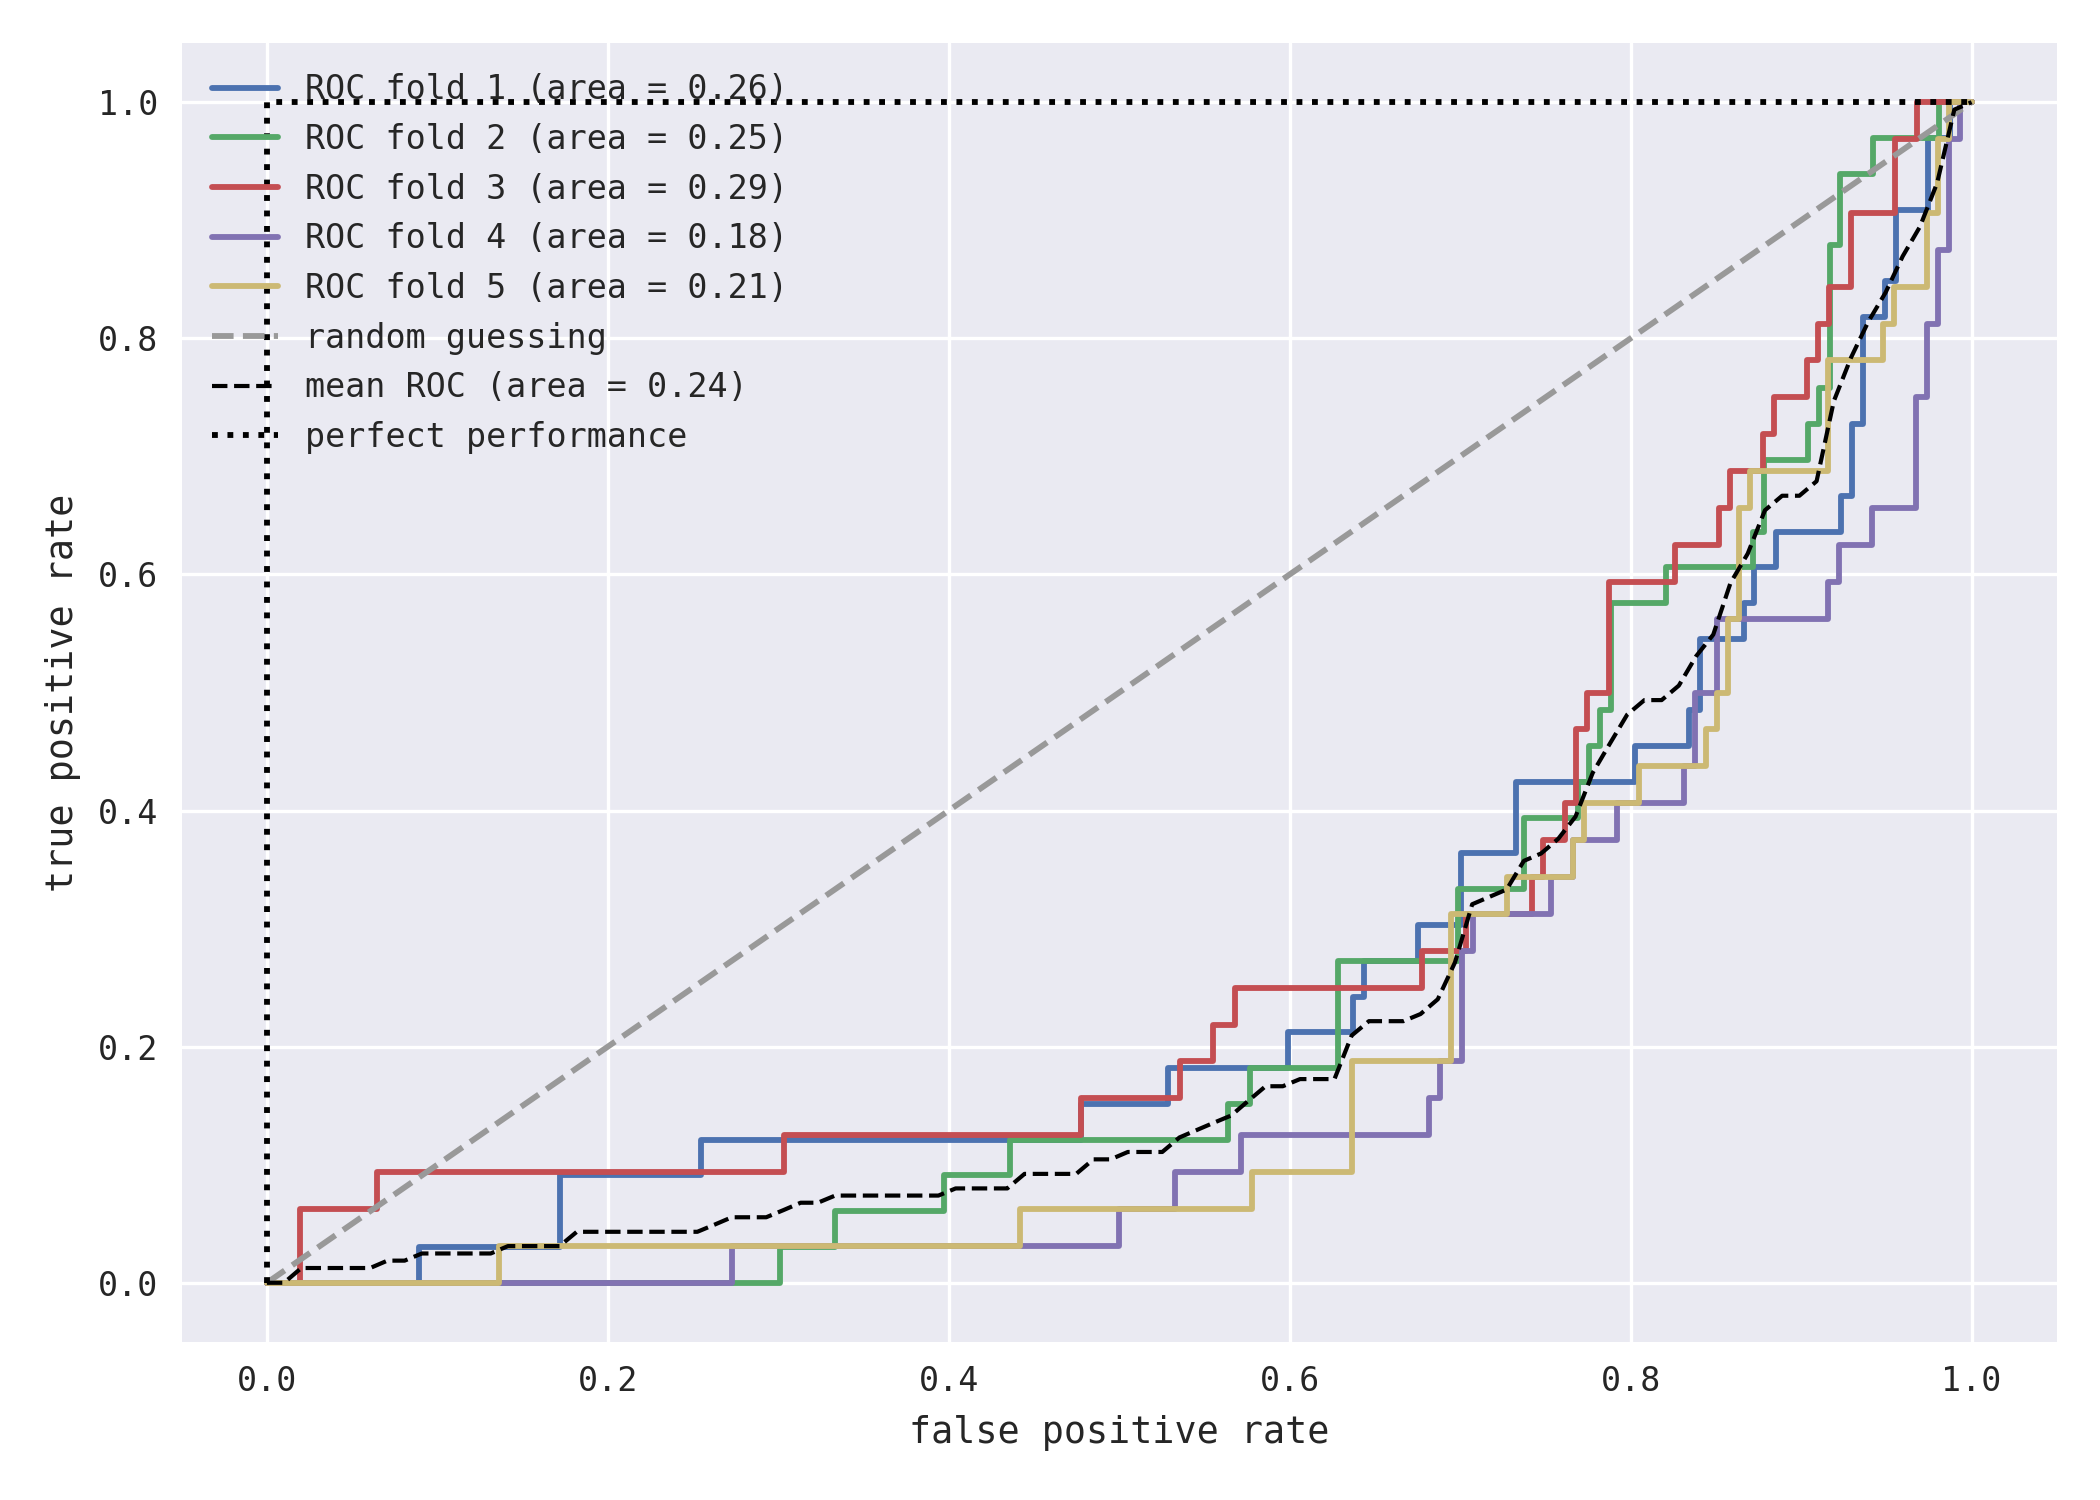 ROC fold 1 (area = 0.26)
ROC fold 2 (area = 0.25)
ROC fold 3 (area = 0.29)
ROC fold 4 (area = 0.18)
ROC fold 5 (area = 0.21)
random guessing
mean ROC (area = 0.24)
perfect performance
1.0
0.8
0.6
0.4
0.2
0.0
true positive rate
0.0 0.2 0.4 0.6 0.8 1.0
false positive rate